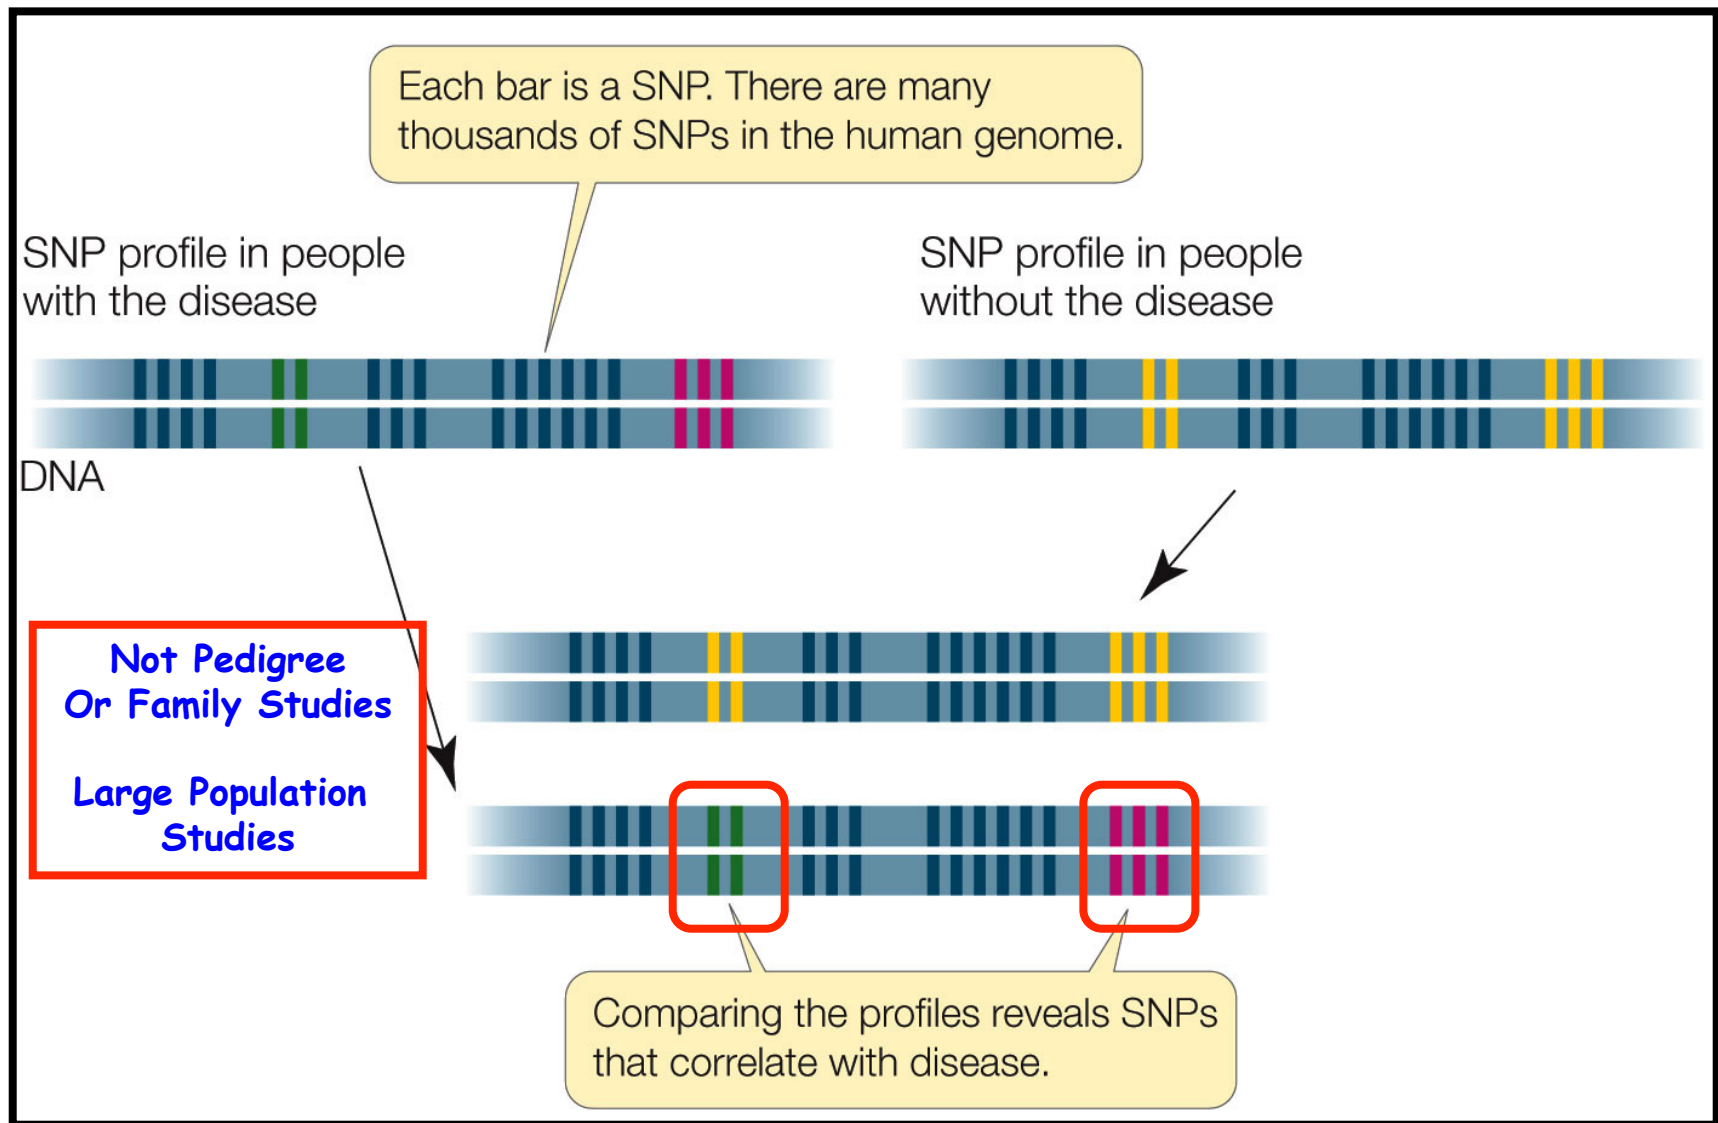 Each bar is a SNP. There are many
thousands of SNPs in the human genome.
SNP profile in people
with the disease
SNP profile in people
without the disease
DNA
Not Pedigree
Or Family Studies
Large Population
Studies
Comparing the profiles reveals SNPs
that correlate with disease.